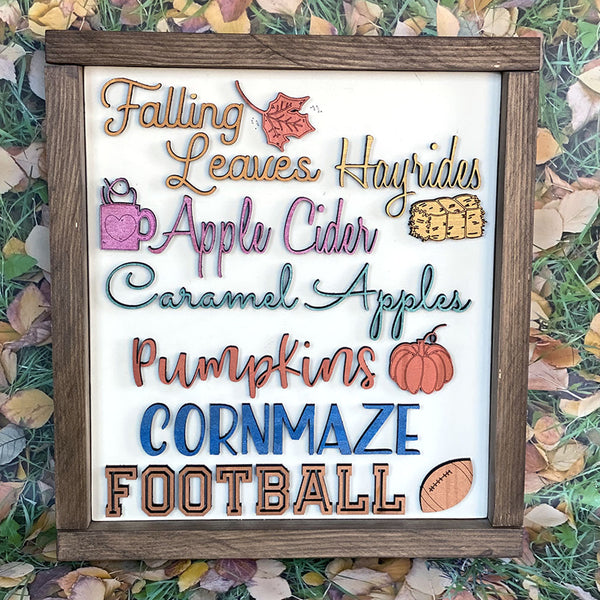 Falling
Leaves
Hayrides
Apple Cider
Caramel Apples
Pumpkins
CORNMAZE
FOOTBALL